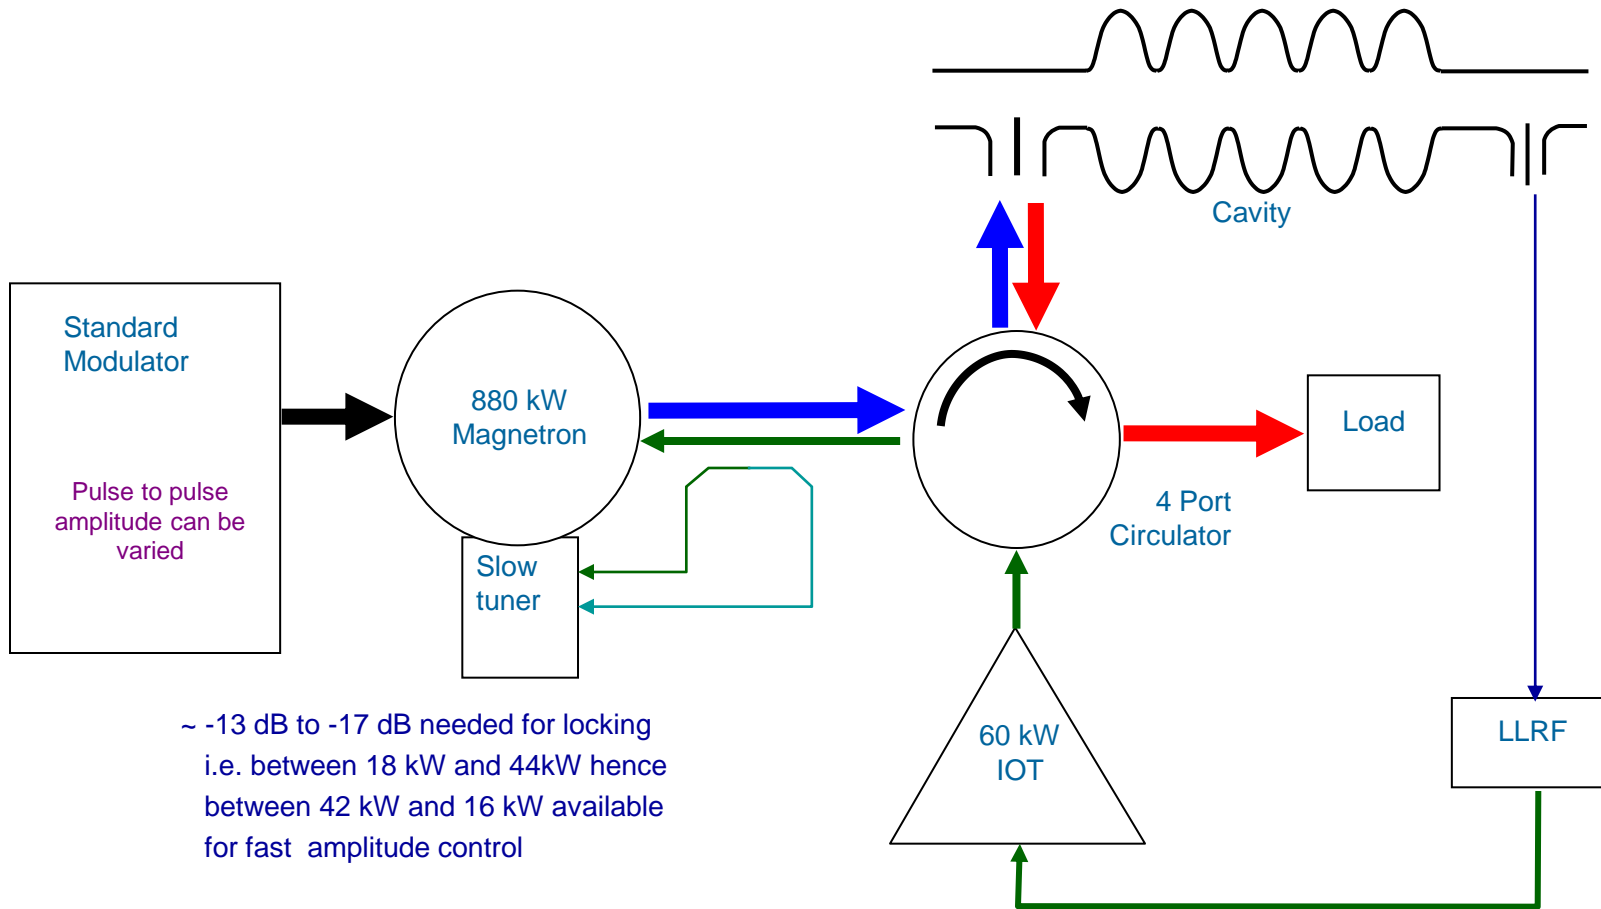 Cavity
Standard
Modulator
Pulse to pulse
amplitude can be
varied
880 kW
Magnetron
Slow
tuner
Load
4 Port
Circulator
60 kW
IOT
LLRF
~ -13 dB to -17 dB needed for locking
i.e. between 18 kW and 44kW hence
between 42 kW and 16 kW available
for fast  amplitude control